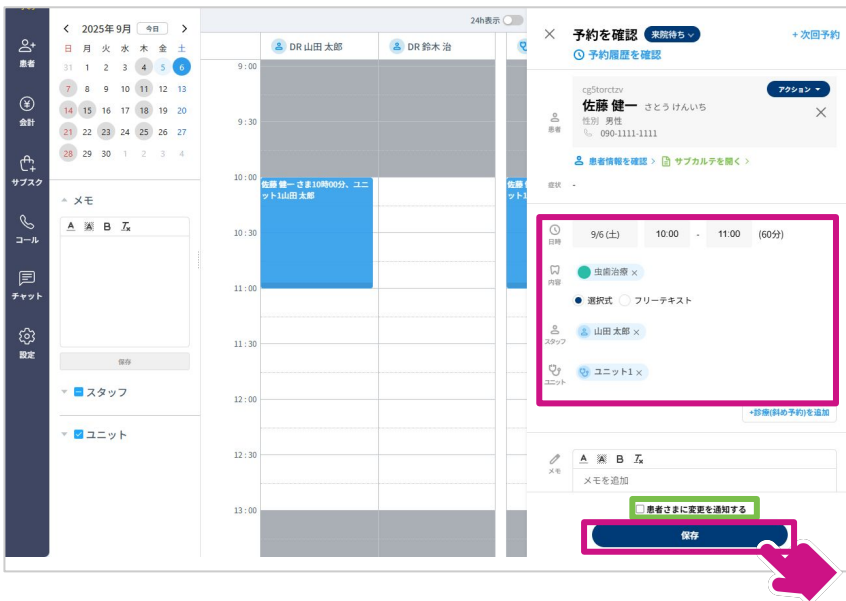 患者
会計
サブスク
コール
チャット
設定
2025年 9月 今日
日 月 火 水 木 金 土
31 1 2 3 4 5 6
7 8 9 10 11 12 13
14 15 16 17 18 19 20
21 22 23 24 25 26 27
28 29 30 1 2 3 4
メモ
A A B Tx
保存
スタッフ
ユニット
24h表示
DR 山田 太郎 DR 鈴木 治
9:00
9:30
10:00
佐藤 健一 さま10時00分、ユニ
ット1山田 太郎
佐藤
ット1
10:30
11:00
11:30
12:00
12:30
13:00
予約を確認 来院待ち + 次回予約
予約履歴を確認
cg5torctzv アクション
佐藤 健一 さとう けんいち
性別 男性
090-1111-1111
患者
患者情報を確認 サブカルテを開く
症状 -
日時 9/6 (土) 10:00 - 11:00 (60分)
内容 虫歯治療 ×
選択式 フリーテキスト
スタッフ 山田 太郎 ×
ユニット ユニット1 ×
+診療(斜め予約)を追加
メモ
A A B Tx
メモを追加
患者さまに変更を通知する
保存